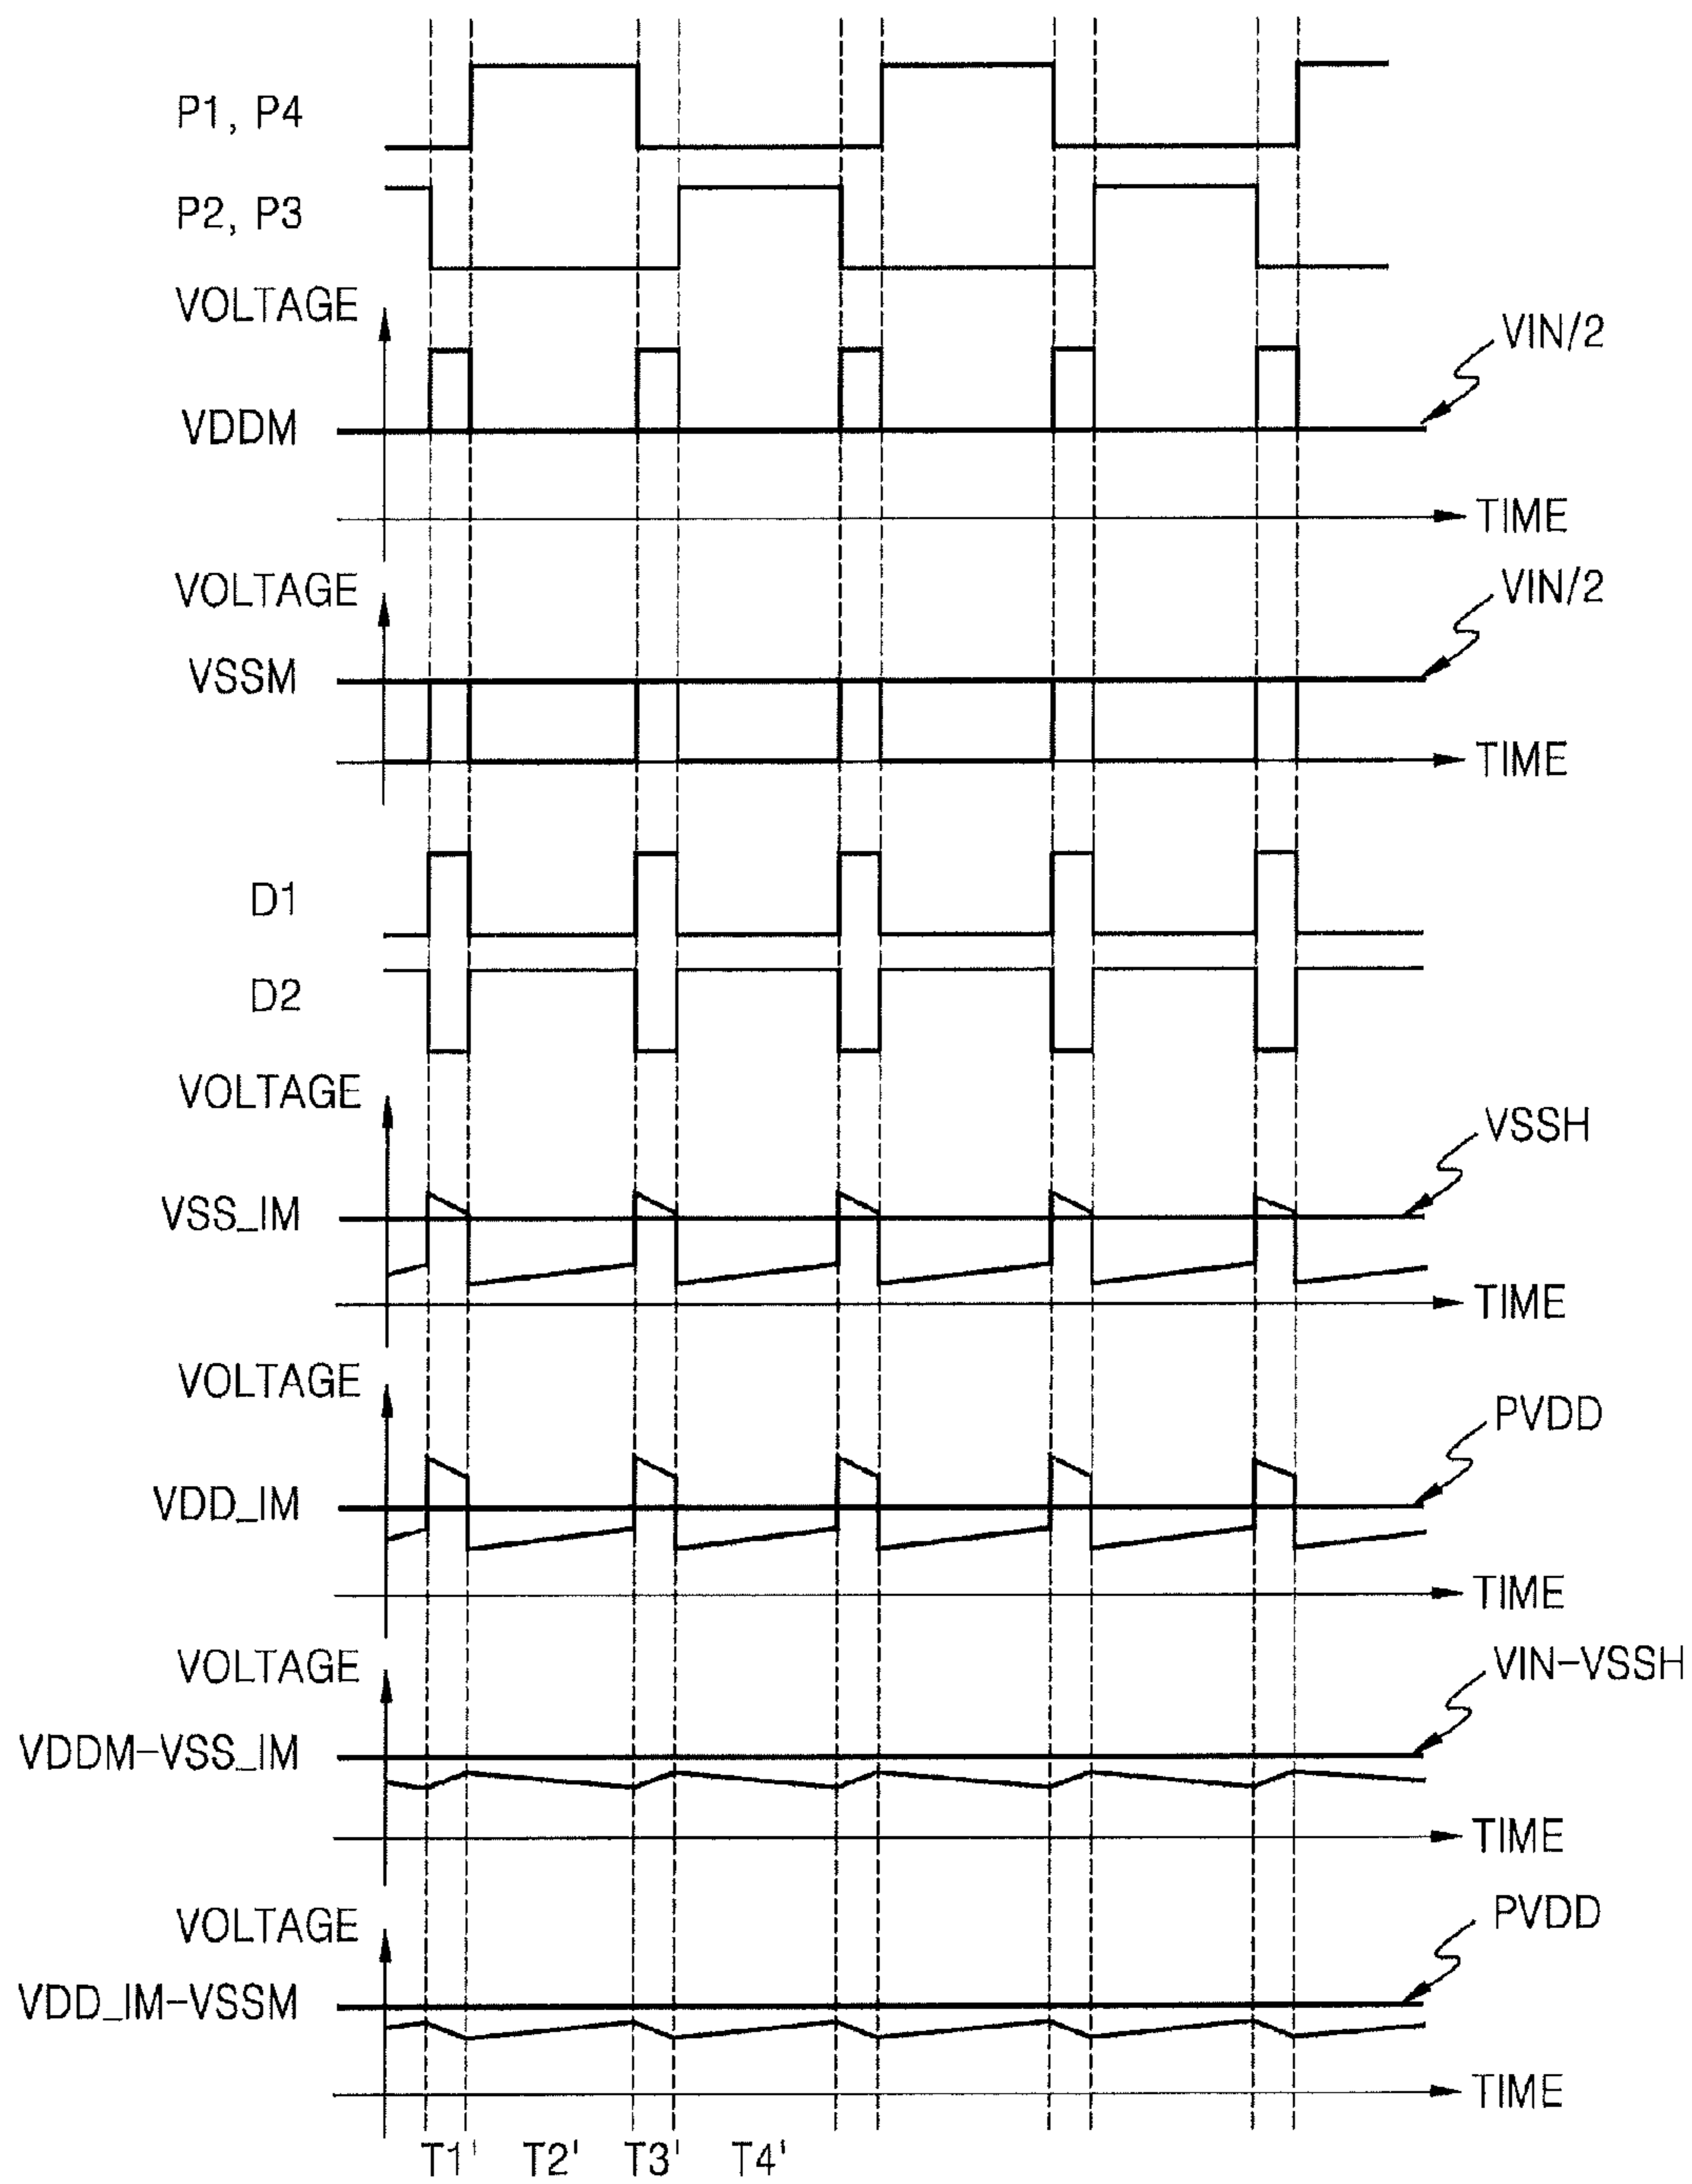 P1, P4
P2, P3
VOLTAGE
VIN/2
VDDM
TIME
VOLTAGE
VIN/2
VSSM
TIME
D1
D2
VOLTAGE
VSSH
VSS_IM
TIME
VOLTAGE
PVDD
VDD_IM
TIME
VOLTAGE
VIN-VSSH
VDDM-VSS_IM
TIME
VOLTAGE
PVDD
VDD_IM-VSSM
TIME
T1' T2' T3' T4'